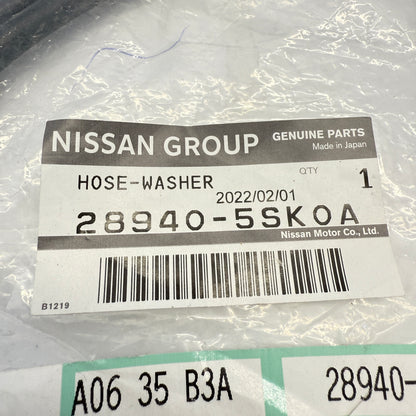 NISSAN GROUP GENUINE PARTS
Made in Japan
HOSE-WASHER QTY 1
2022/02/01
28940-5SK0A
Nissan Motor Co., Ltd.
B1219
A06 35 B3A 28940-